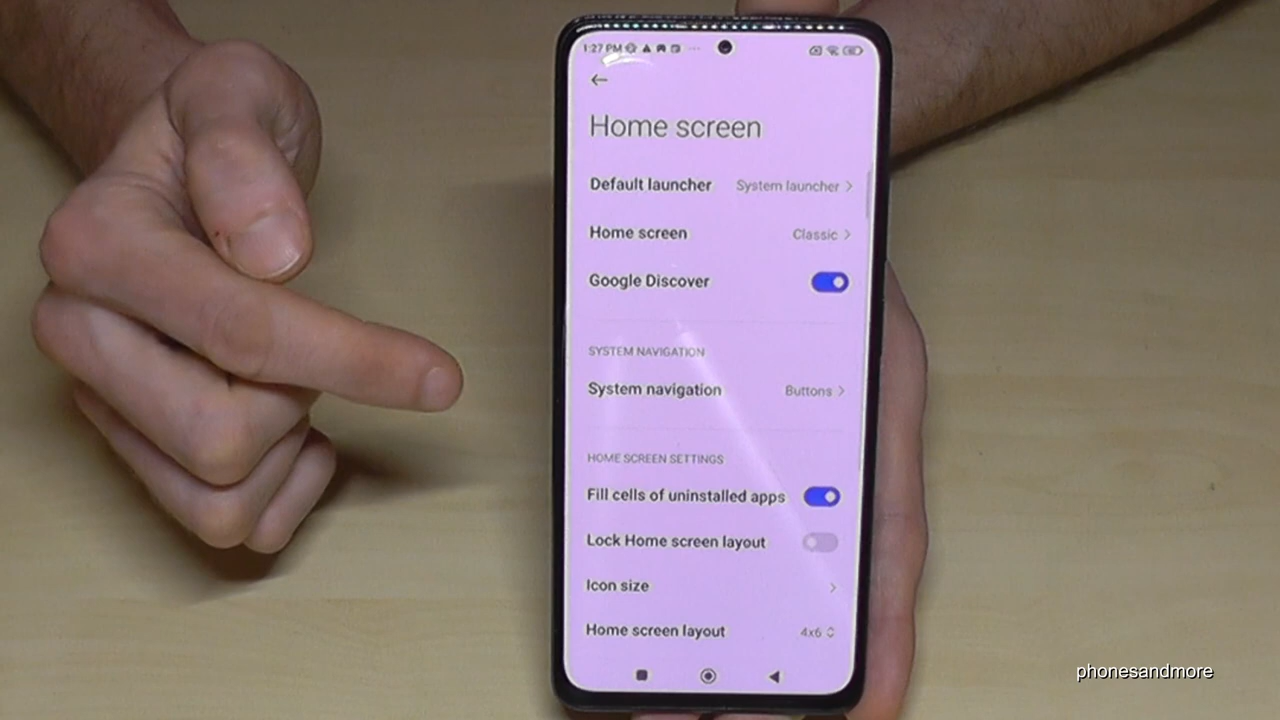 1:27 PM
Home screen
Default launcher System launcher
Home screen Classic
Google Discover
SYSTEM NAVIGATION
System navigation Buttons
HOME SCREEN SETTINGS
Fill cells of uninstalled apps
Lock Home screen layout
Icon size
Home screen layout 4x6
phonesandmore